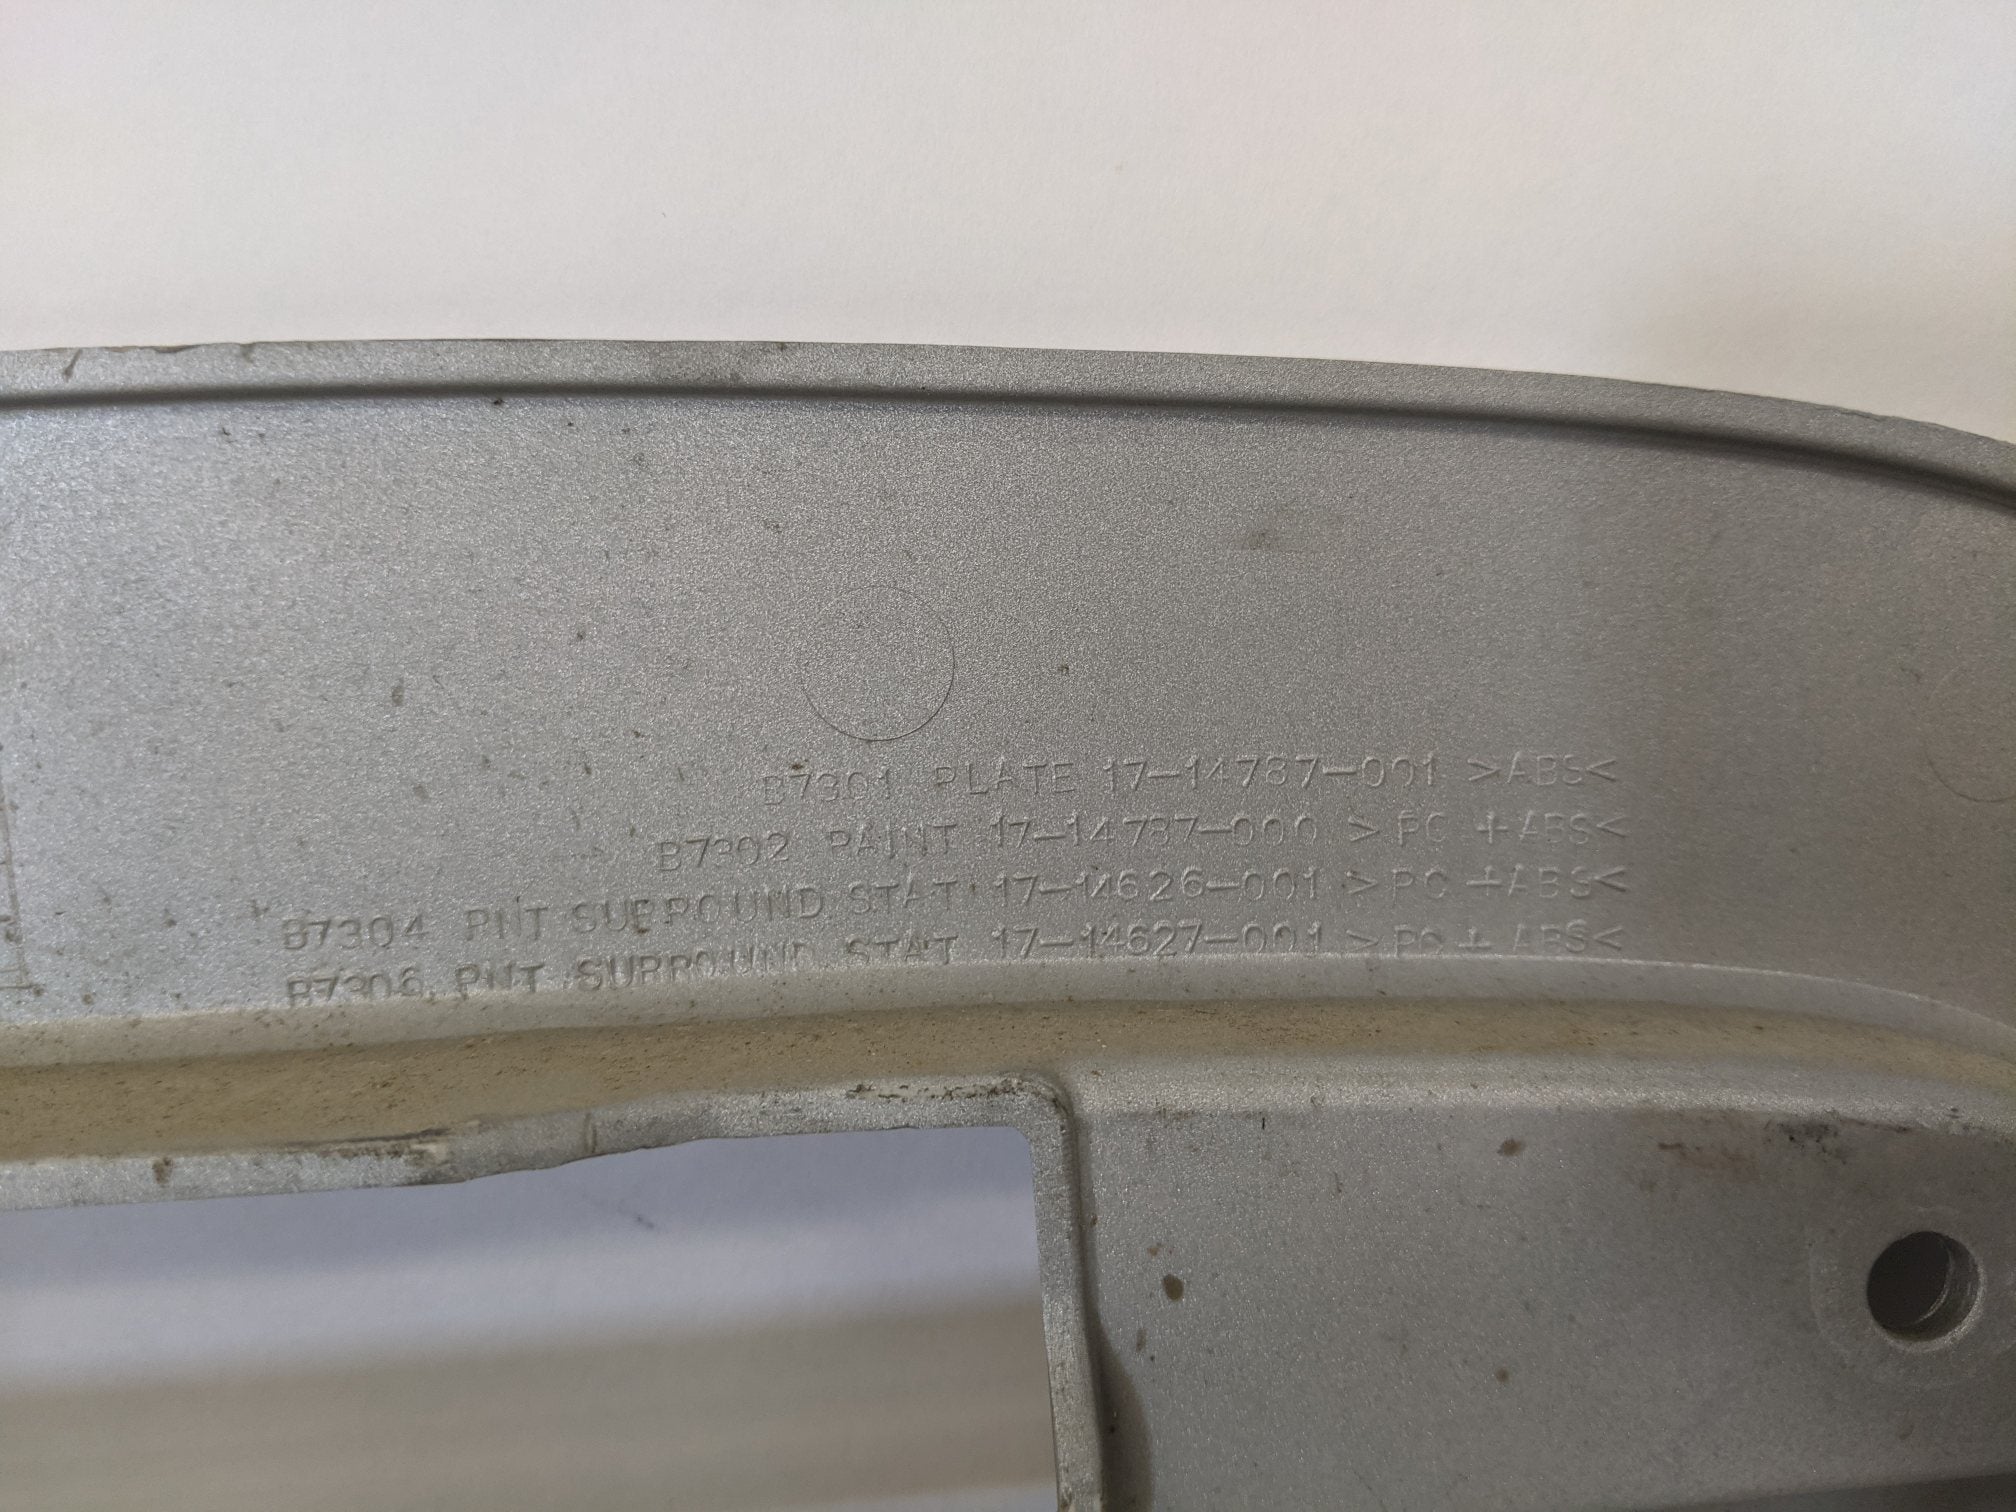 B7301 PLATE 17-14787-001 >ABS<
B7302 PAINT 17-14787-000 >PC +ABS<
B7304 PNT SURROUND STAT 17-14626-001 >PC +ABS<
B7306 PNT SURROUND STAT 17-14627-001 >PC + ABS<